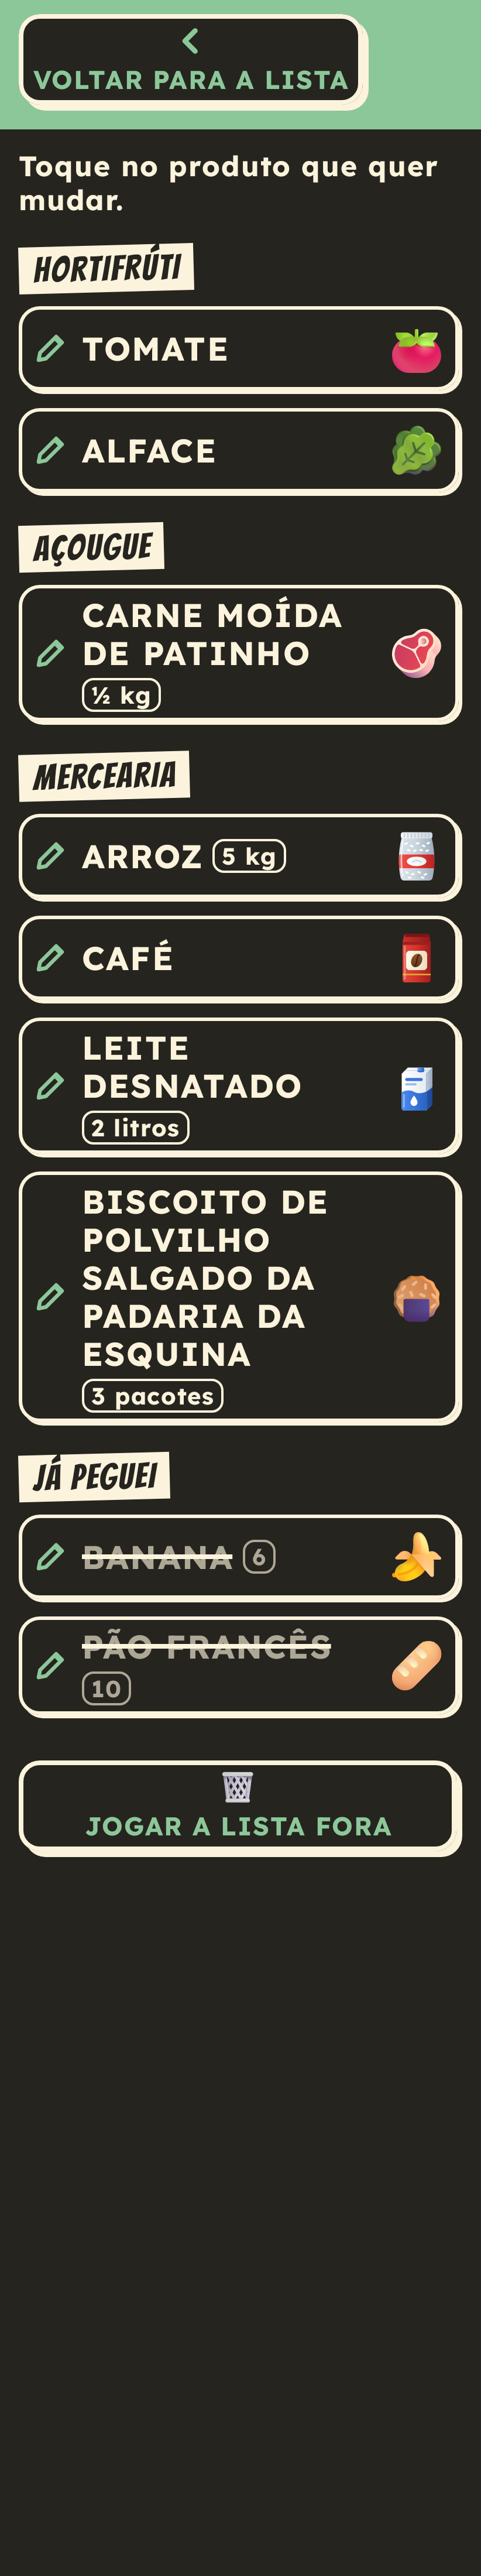 VOLTAR PARA A LISTA
Toque no produto que quer
mudar.
HORTIFRÚTI
TOMATE
ALFACE
AÇOUGUE
CARNE MOÍDA
DE PATINHO
½ kg
MERCEARIA
ARROZ 5 kg
CAFÉ
LEITE
DESNATADO
2 litros
BISCOITO DE
POLVILHO
SALGADO DA
PADARIA DA
ESQUINA
3 pacotes
JÁ PEGUEI
BANANA 6
PÃO FRANCÊS
10
JOGAR A LISTA FORA